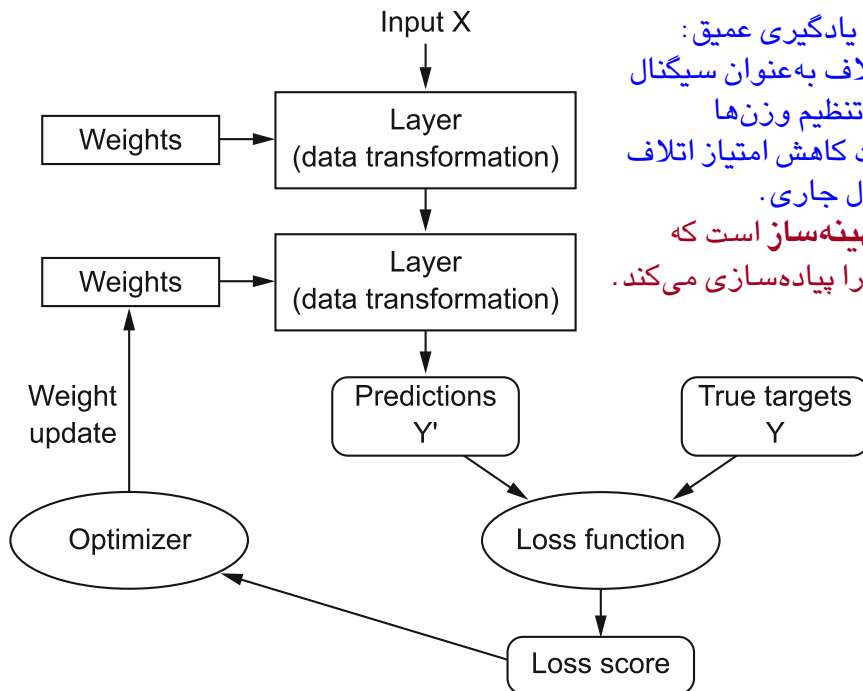 Input X
یادگیری عمیق:
به‌عنوان سیگنال
تنظیم وزن‌ها
کاهش امتیاز اتلاف
جاری.
است که
را پیاده‌سازی می‌کند.
Weights
Layer
(data transformation)
Weights
Layer
(data transformation)
Weight
update
Predictions
Y'
True targets
Y
Optimizer
Loss function
Loss score